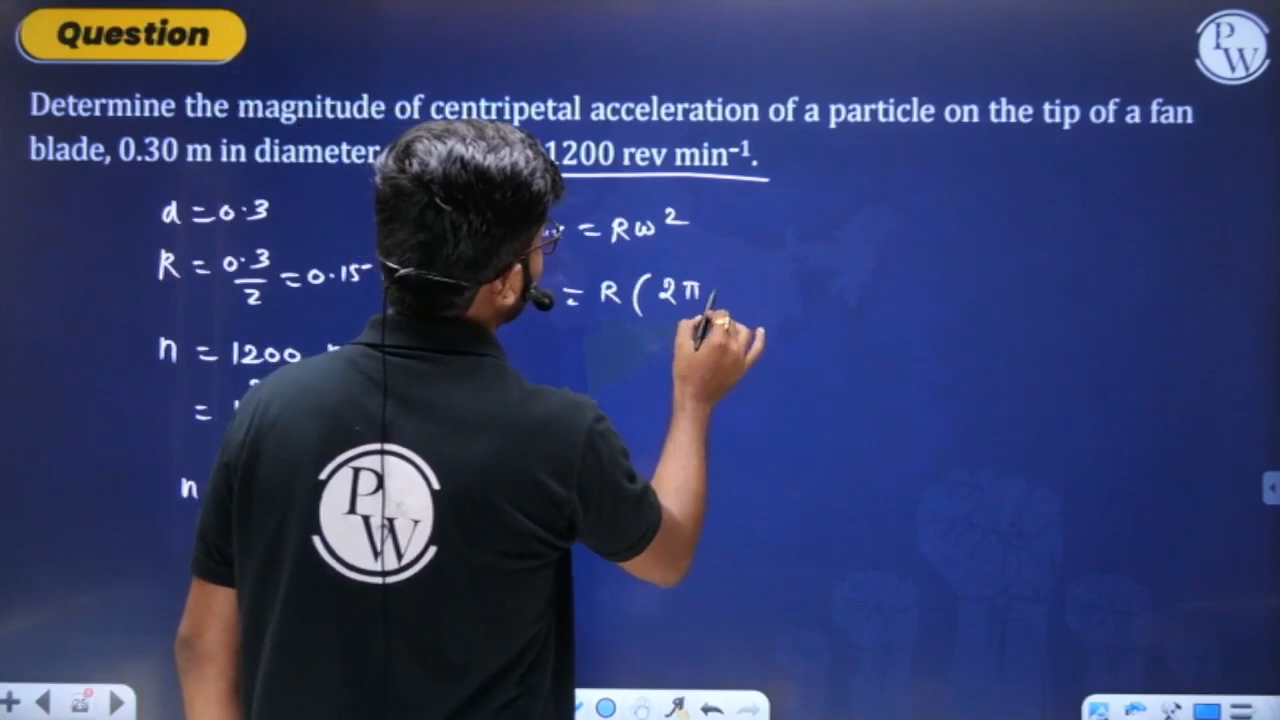 Question
PW
Determine the magnitude of centripetal acceleration of a particle on the tip of a fan
blade, 0.30 m in diameter 1200 rev min⁻¹.
d = 0.3
= Rω²
R = 0.3/2 = 0.15
= R (2π
n = 1200
=
n
PW
25